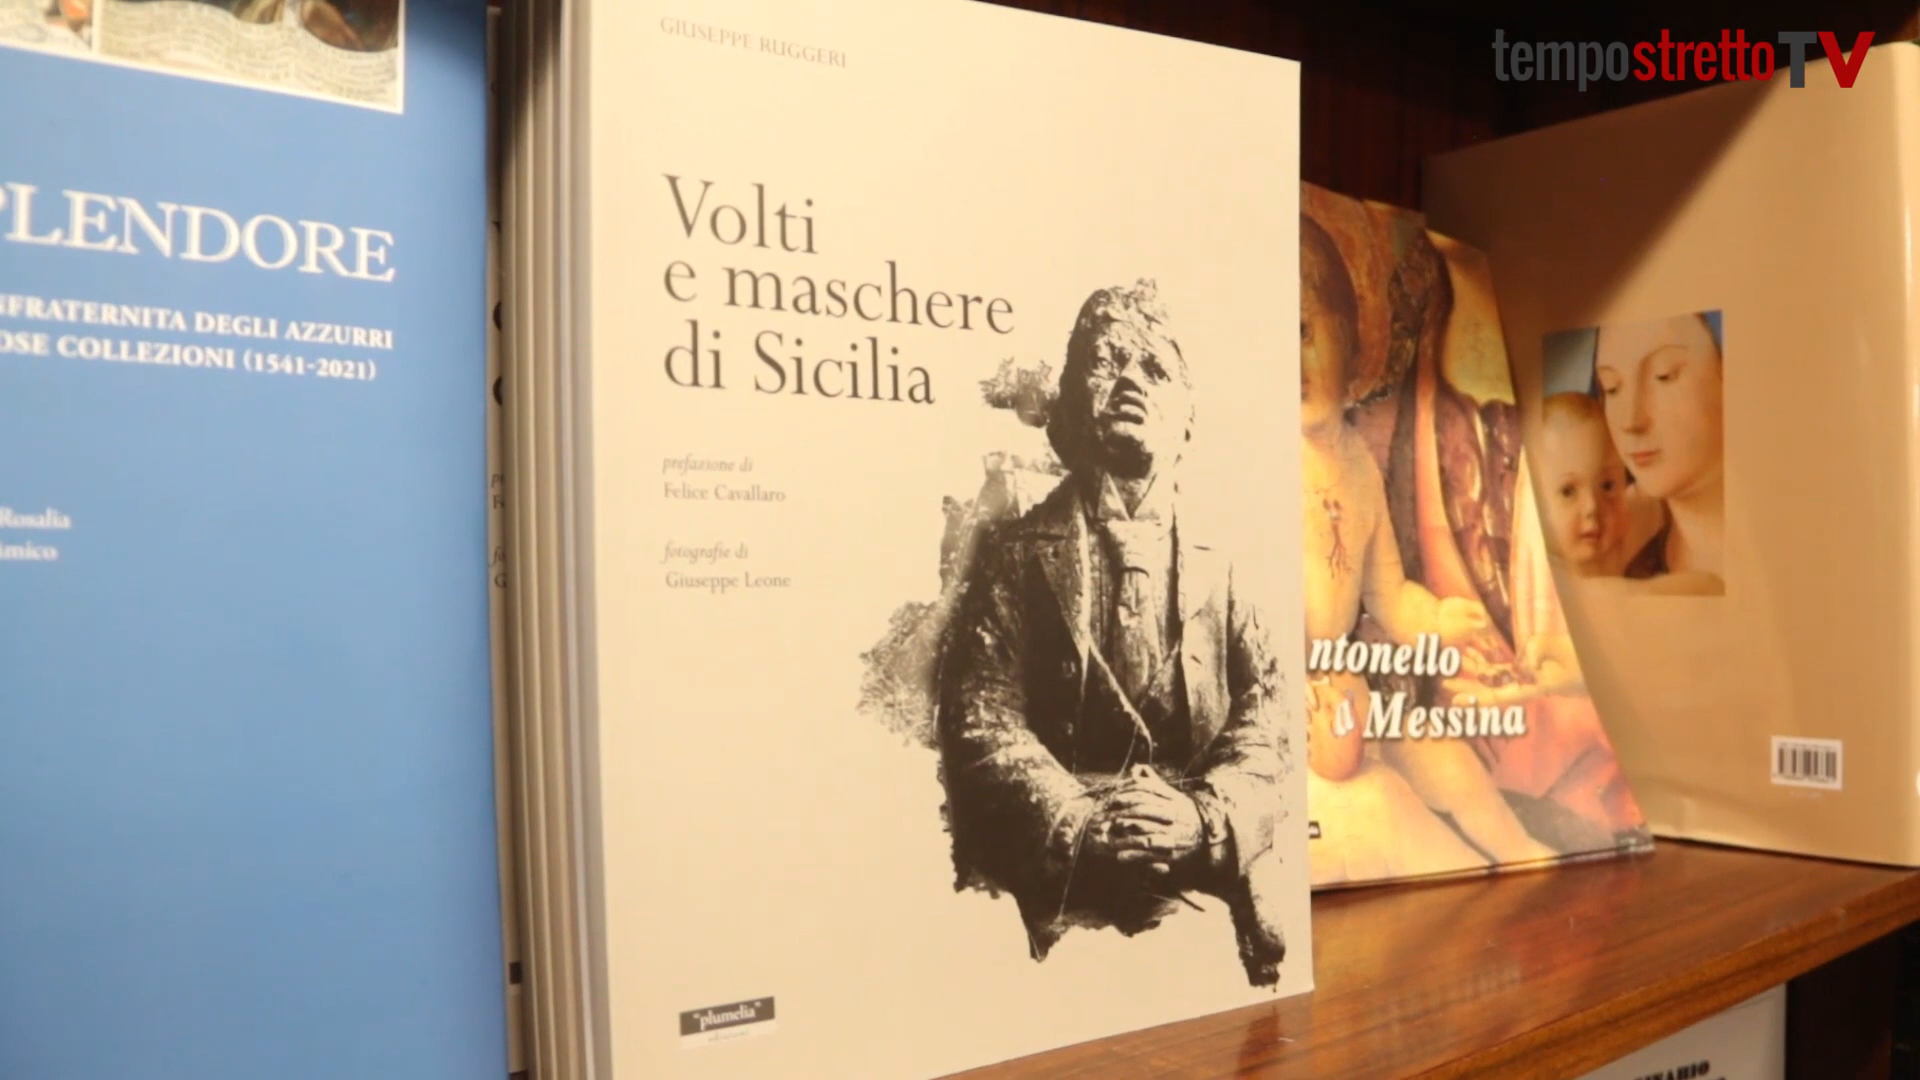 tempostrettoTV
PLENDORE
NFRATERNITA DEGLI AZZURRI
OSE COLLEZIONI (1541-2021)
Rosalia
GIUSEPPE RUGGERI
Volti
e maschere
di Sicilia
prefazione di
Felice Cavallaro
fotografie di
Giuseppe Leone
"plumelia"
ntonello
a Messina